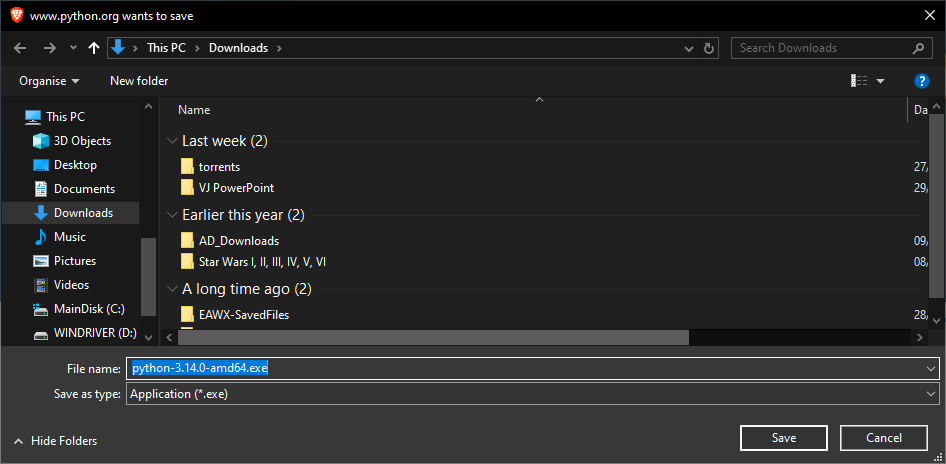 www.python.org wants to save
This PC Downloads
Search Downloads
Organise New folder
This PC
3D Objects
Desktop
Documents
Downloads
Music
Pictures
Videos
MainDisk (C:)
WINDRIVER (D:)
Name Da
Last week (2)
torrents 27/
VJ PowerPoint 29/
Earlier this year (2)
AD_Downloads 09/
Star Wars I, II, III, IV, V, VI 08/
A long time ago (2)
EAWX-SavedFiles 28/
File name: python-3.14.0-amd64.exe
Save as type: Application (*.exe)
Hide Folders
Save Cancel